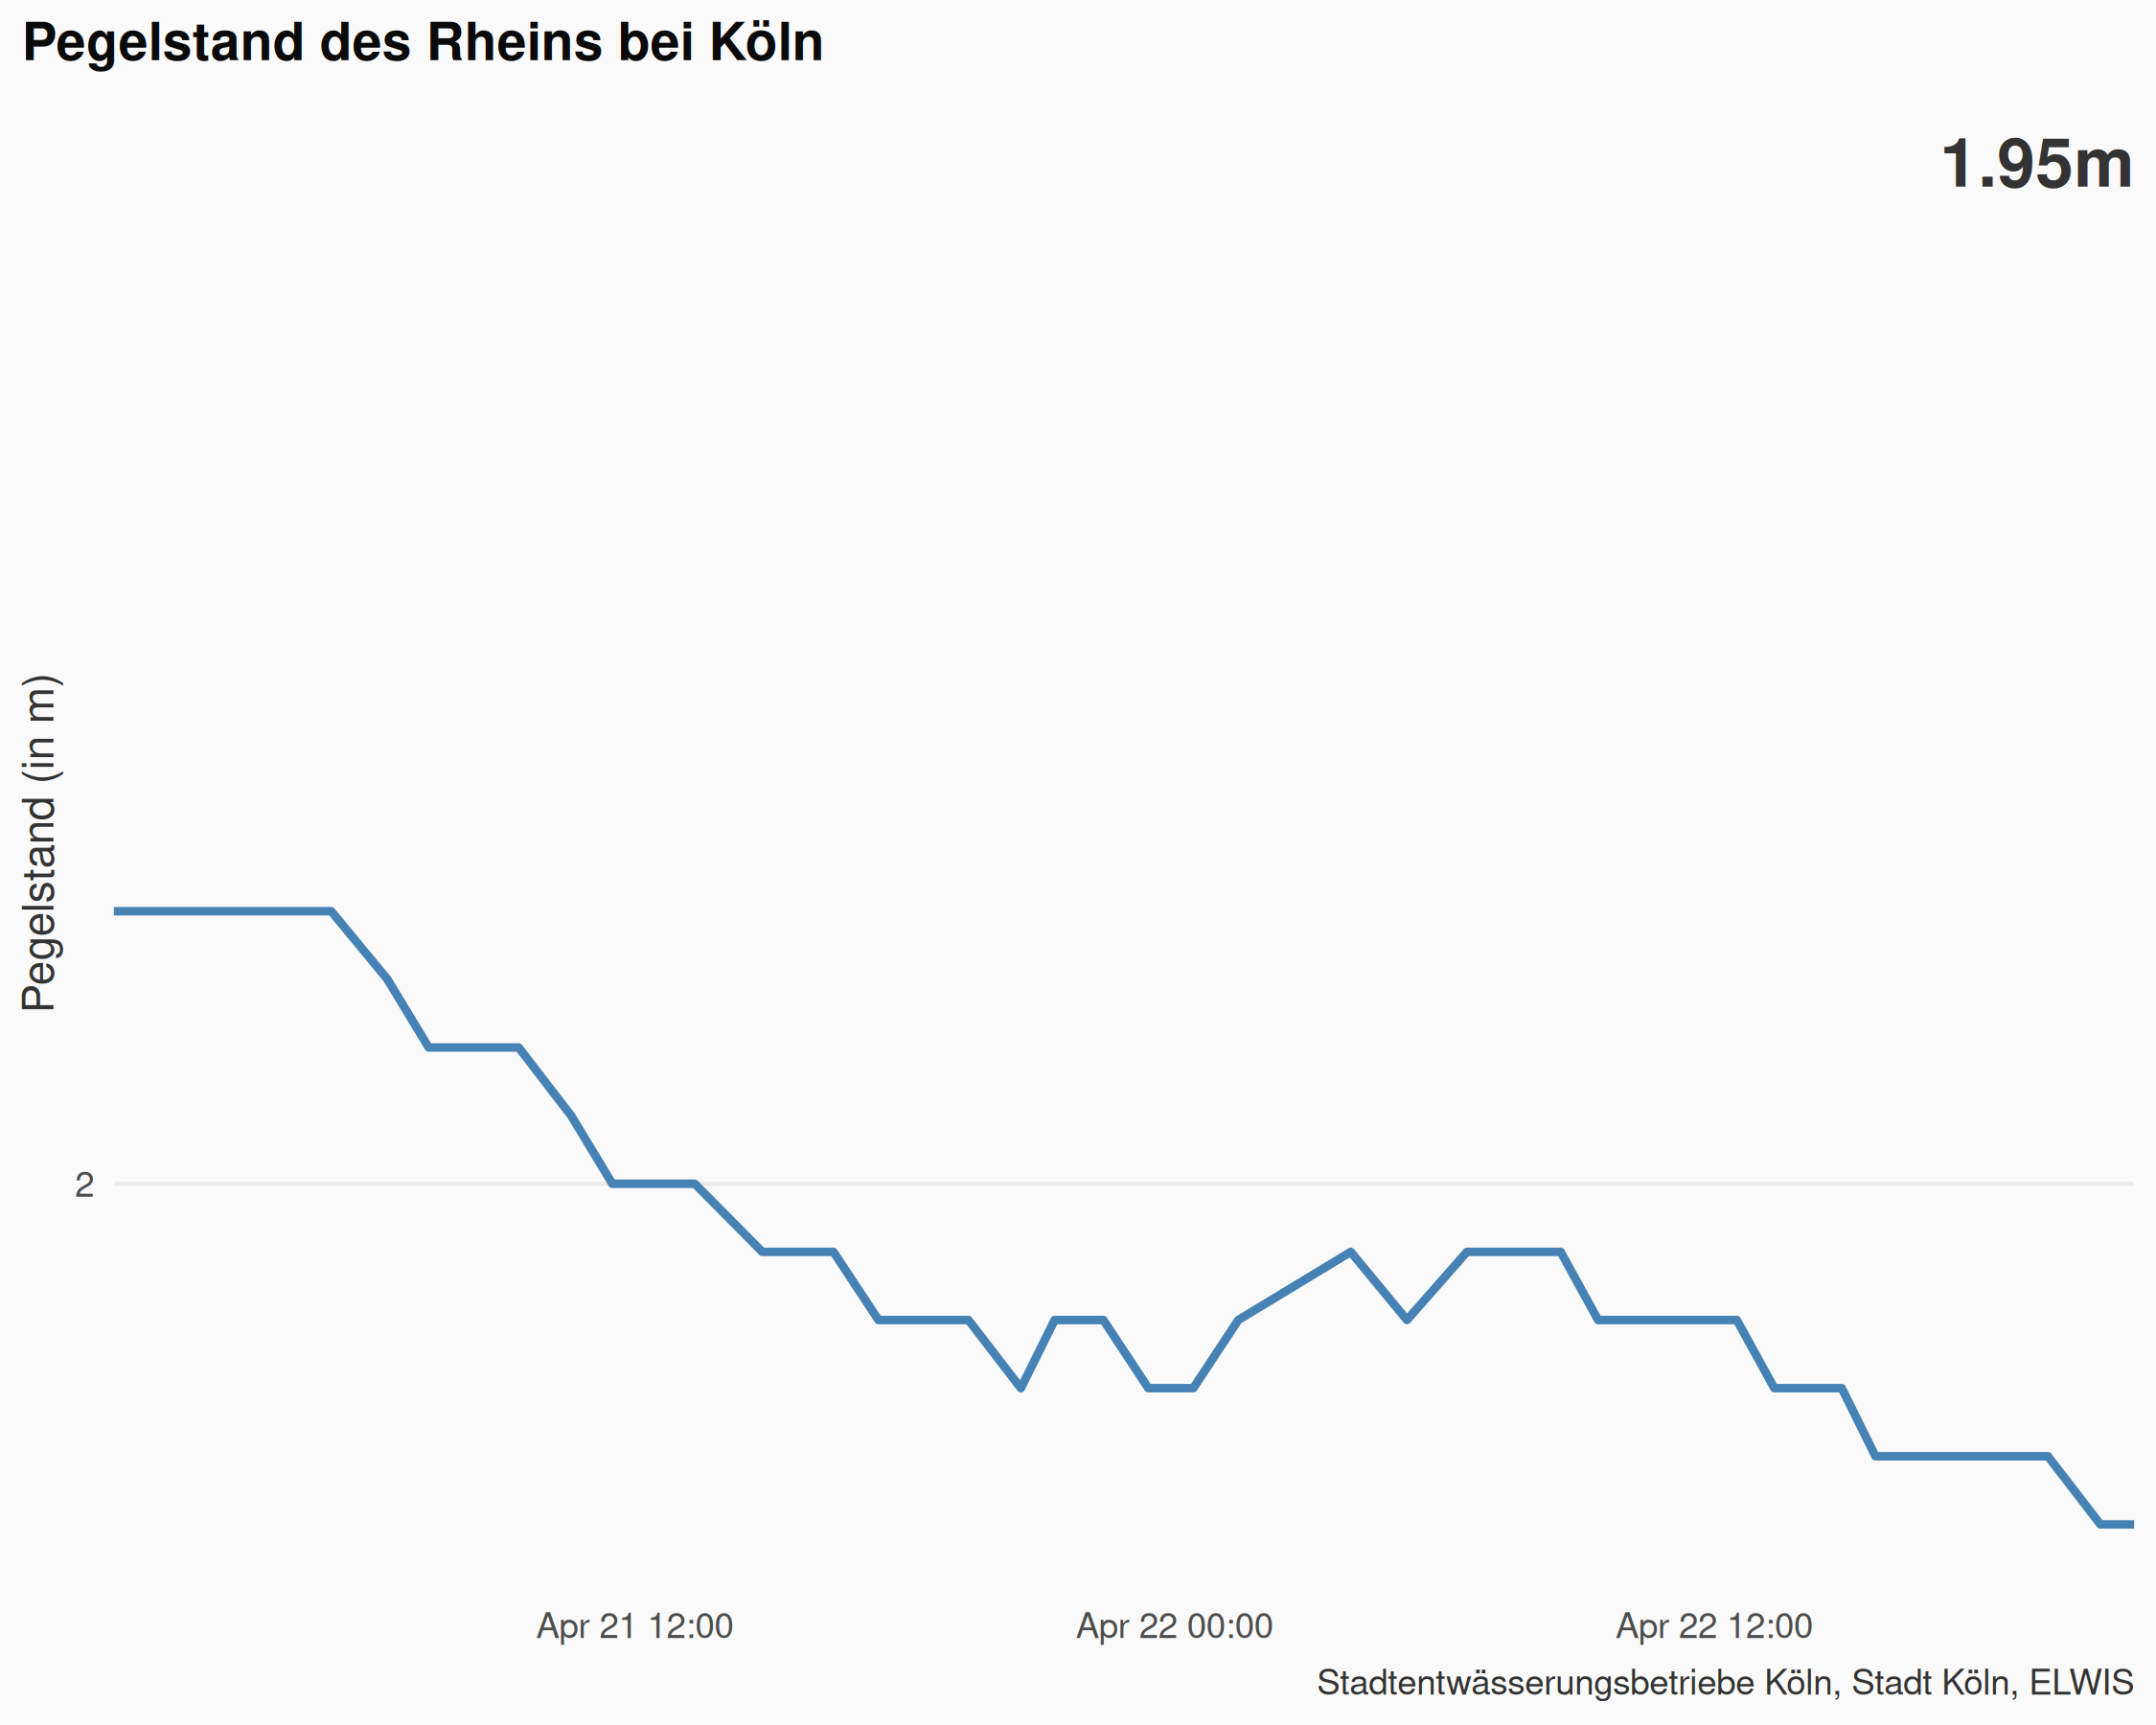 Pegelstand des Rheins bei Köln
1.95m
Pegelstand (in m)
2
Apr 21 12:00
Apr 22 00:00
Apr 22 12:00
Stadtentwässerungsbetriebe Köln, Stadt Köln, ELWIS